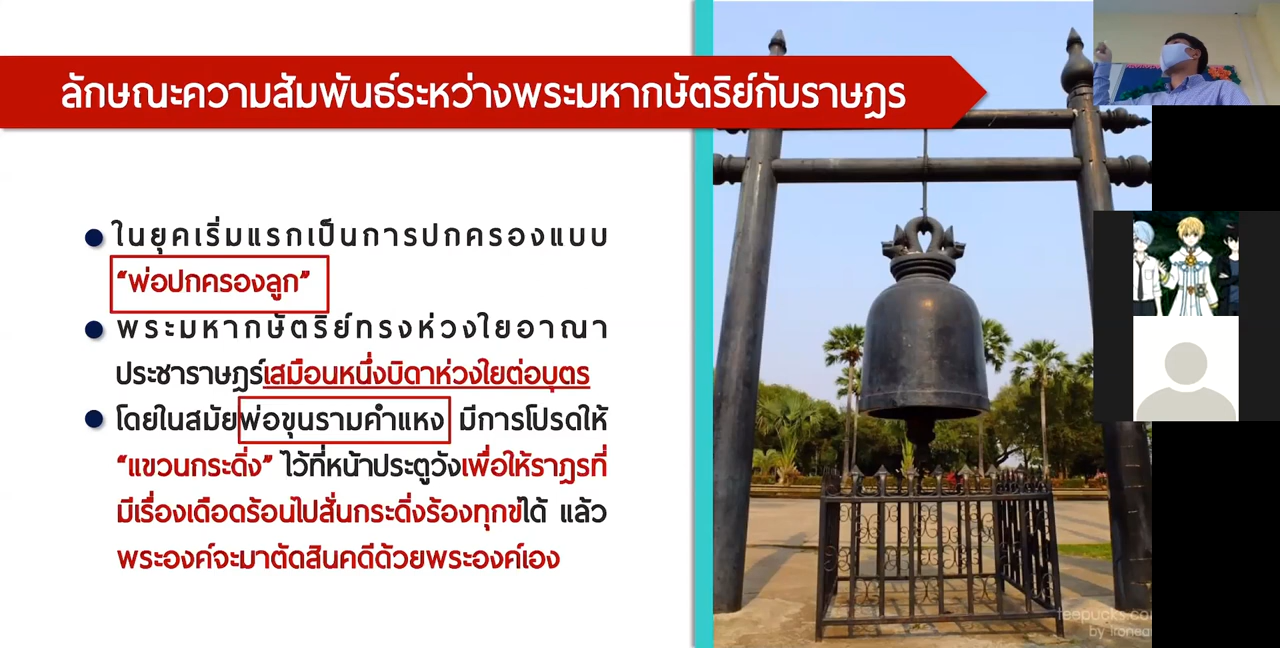 ลักษณะความสัมพันธ์ระหว่างพระมหากษัตริย์กับราษฎร
ในยุคเริ่มแรกเป็นการปกครองแบบ
“พ่อปกครองลูก”
พระมหากษัตริย์ทรงห่วงใยอาณา
ประชาราษฎร์เสมือนหนึ่งบิดาห่วงใยต่อบุตร
โดยในสมัยพ่อขุนรามคำแหง มีการโปรดให้
“แขวนกระดิ่ง” ไว้ที่หน้าประตูวังเพื่อให้ราฎรที่
มีเรื่องเดือดร้อนไปสั่นกระดิ่งร้องทุกข์ได้ แล้ว
พระองค์จะมาตัดสินคดีด้วยพระองค์เอง
teepucks.co
by Ironea